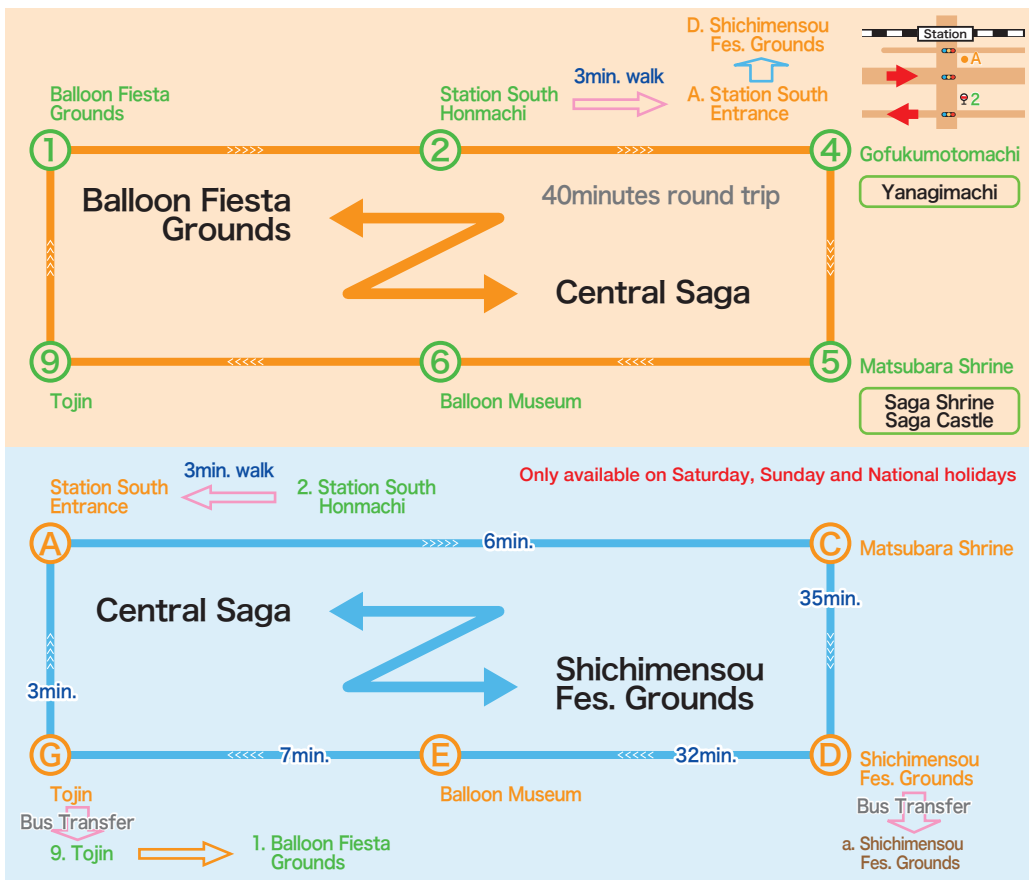 D. Shichimensou
Fes. Grounds
Station
A
2
3min. walk
Balloon Fiesta
Grounds
Station South
Honmachi
A. Station South
Entrance
1
2
4
Gofukumotomachi
Yanagimachi
Balloon Fiesta
Grounds
40minutes round trip
Central Saga
9
6
5
Matsubara Shrine
Tojin
Balloon Museum
Saga Shrine
Saga Castle
3min. walk
Only available on Saturday, Sunday and National holidays
Station South
Entrance
2. Station South
Honmachi
A
6min.
C
Matsubara Shrine
35min.
Central Saga
Shichimensou
Fes. Grounds
3min.
G
7min.
E
32min.
D
Shichimensou
Fes. Grounds
Tojin
Balloon Museum
Bus Transfer
Bus Transfer
9. Tojin
1. Balloon Fiesta
Grounds
a. Shichimensou
Fes. Grounds